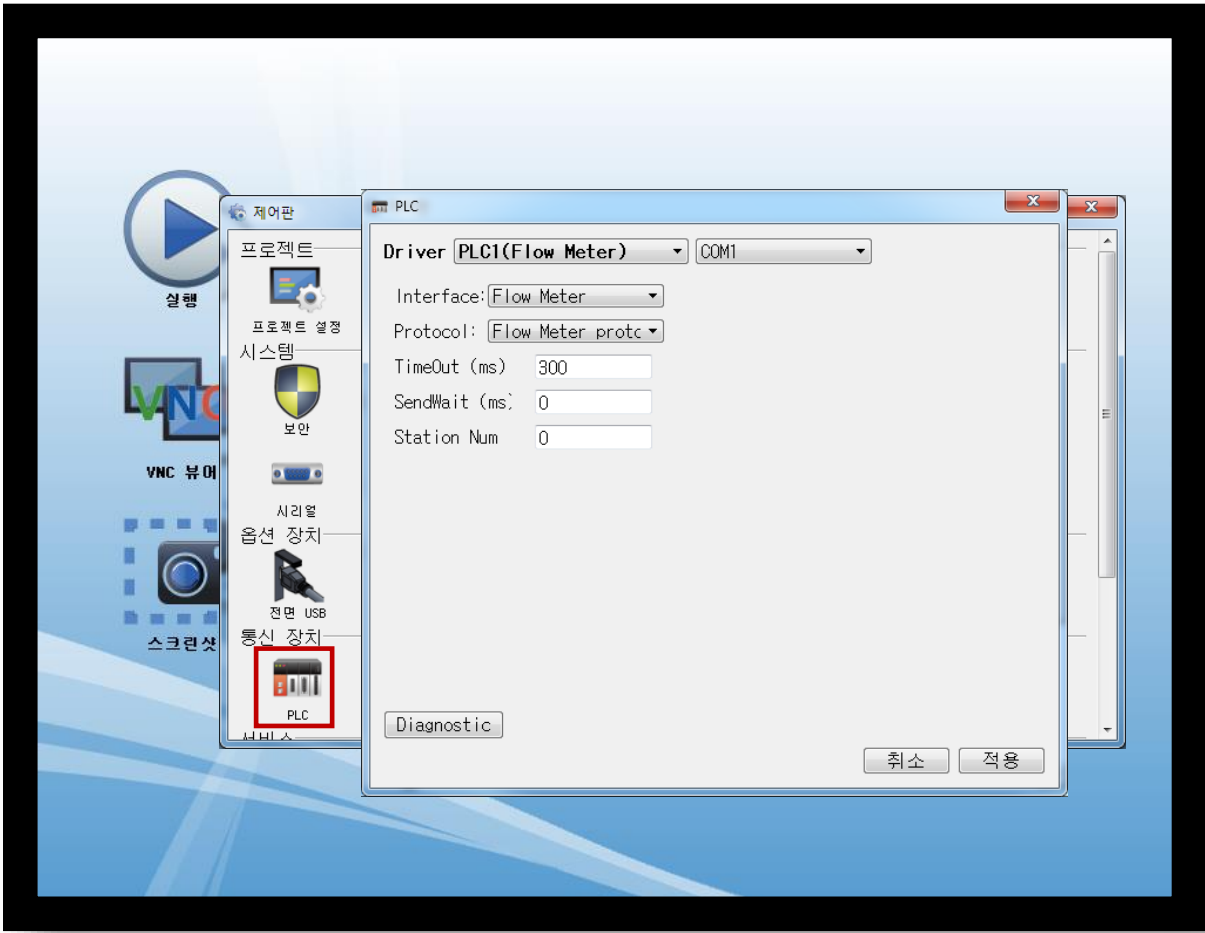 실행
VNC 뷰어
스크린샷
제어판
프로젝트
프로젝트 설정
시스템
보안
시리얼
옵션 장치
전면 USB
통신 장치
PLC
서비스
PLC
Driver PLC1(Flow Meter) COM1
Interface: Flow Meter
Protocol: Flow Meter protc
TimeOut (ms) 300
SendWait (ms) 0
Station Num 0
Diagnostic
취소 적용